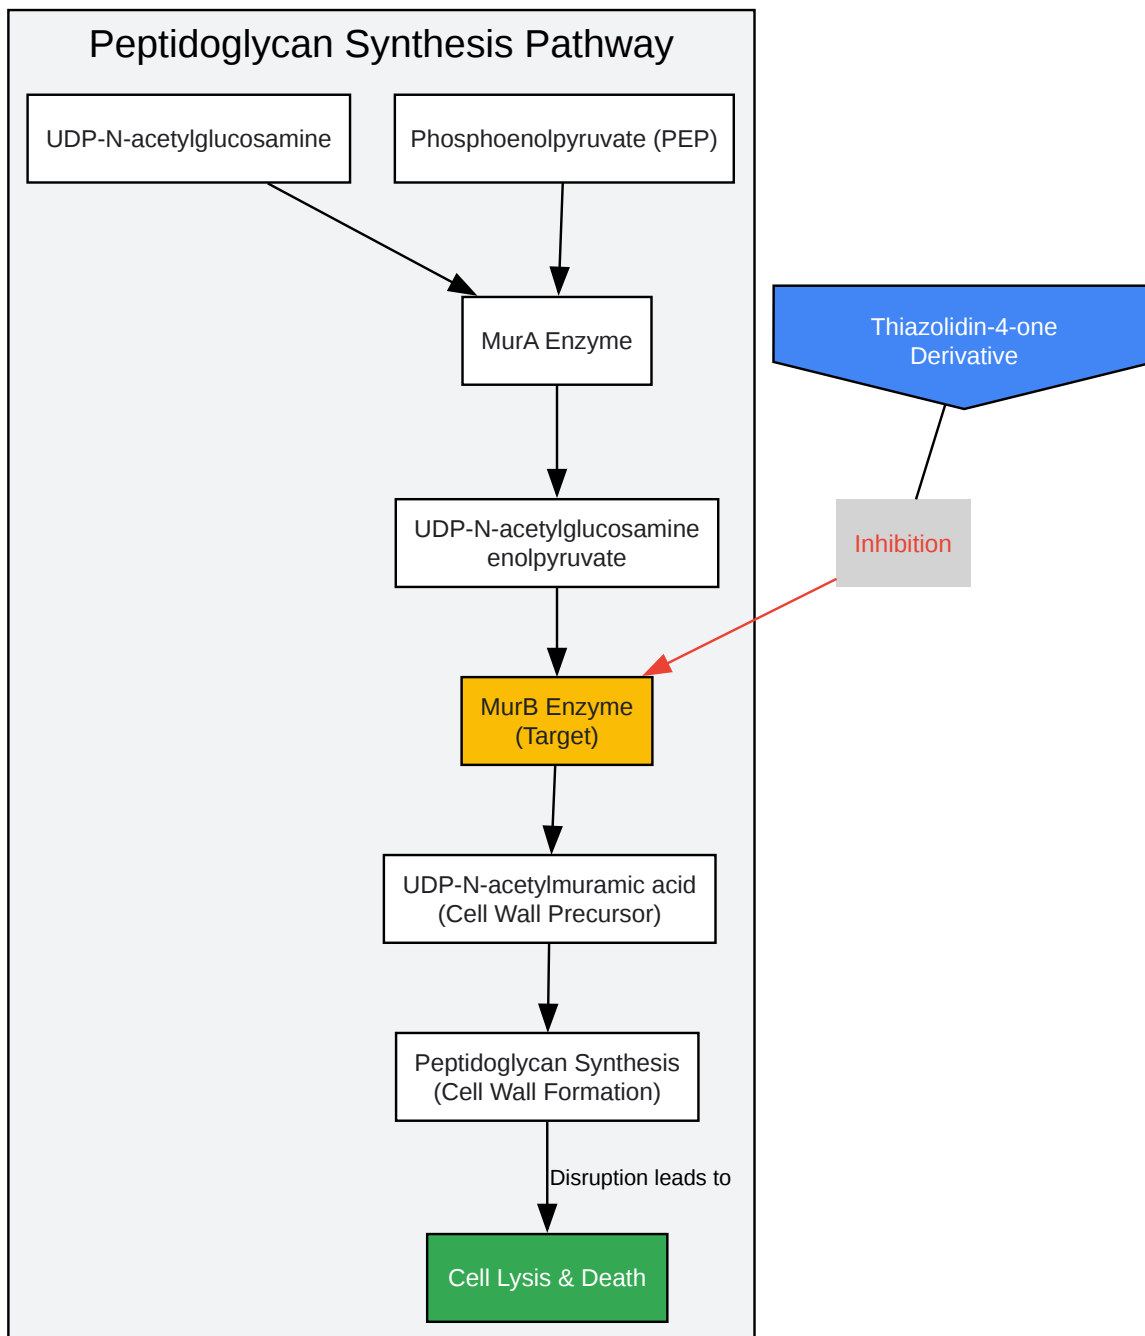 Peptidoglycan Synthesis Pathway
UDP-N-acetylglucosamine
Phosphoenolpyruvate (PEP)
MurA Enzyme
Thiazolidin-4-one
Derivative
UDP-N-acetylglucosamine
enolpyruvate
Inhibition
MurB Enzyme
(Target)
UDP-N-acetylmuramic acid
(Cell Wall Precursor)
Peptidoglycan Synthesis
(Cell Wall Formation)
Disruption leads to
Cell Lysis & Death